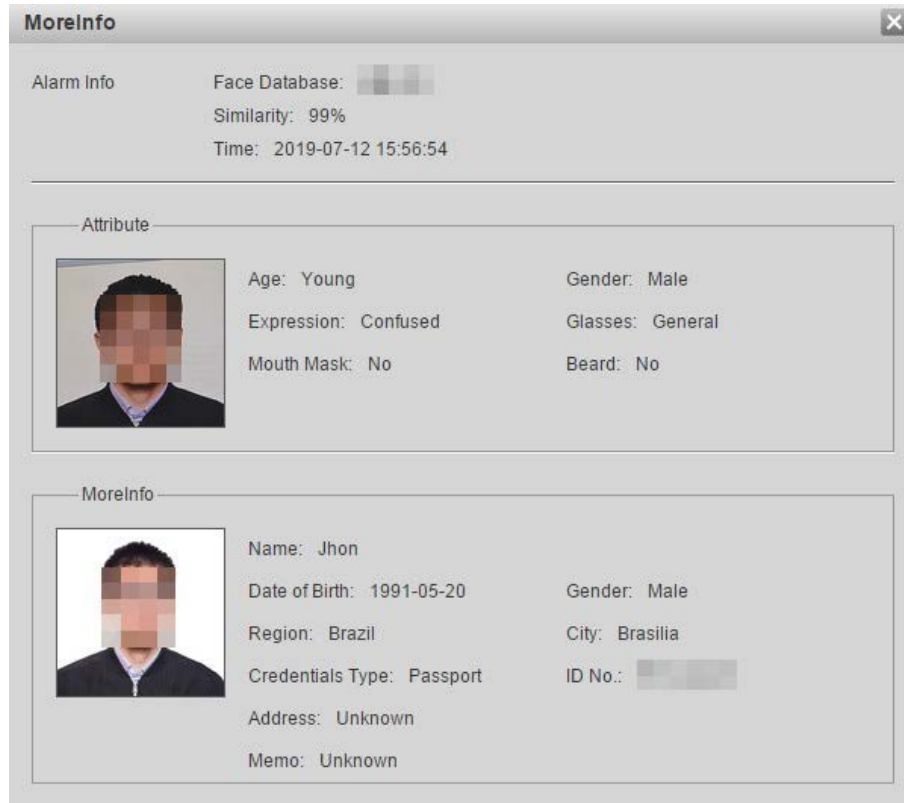 MoreInfo
Alarm Info Face Database:
Similarity: 99%
Time: 2019-07-12 15:56:54
Attribute
Age: Young Gender: Male
Expression: Confused Glasses: General
Mouth Mask: No Beard: No
MoreInfo
Name: Jhon
Date of Birth: 1991-05-20 Gender: Male
Region: Brazil City: Brasilia
Credentials Type: Passport ID No.:
Address: Unknown
Memo: Unknown